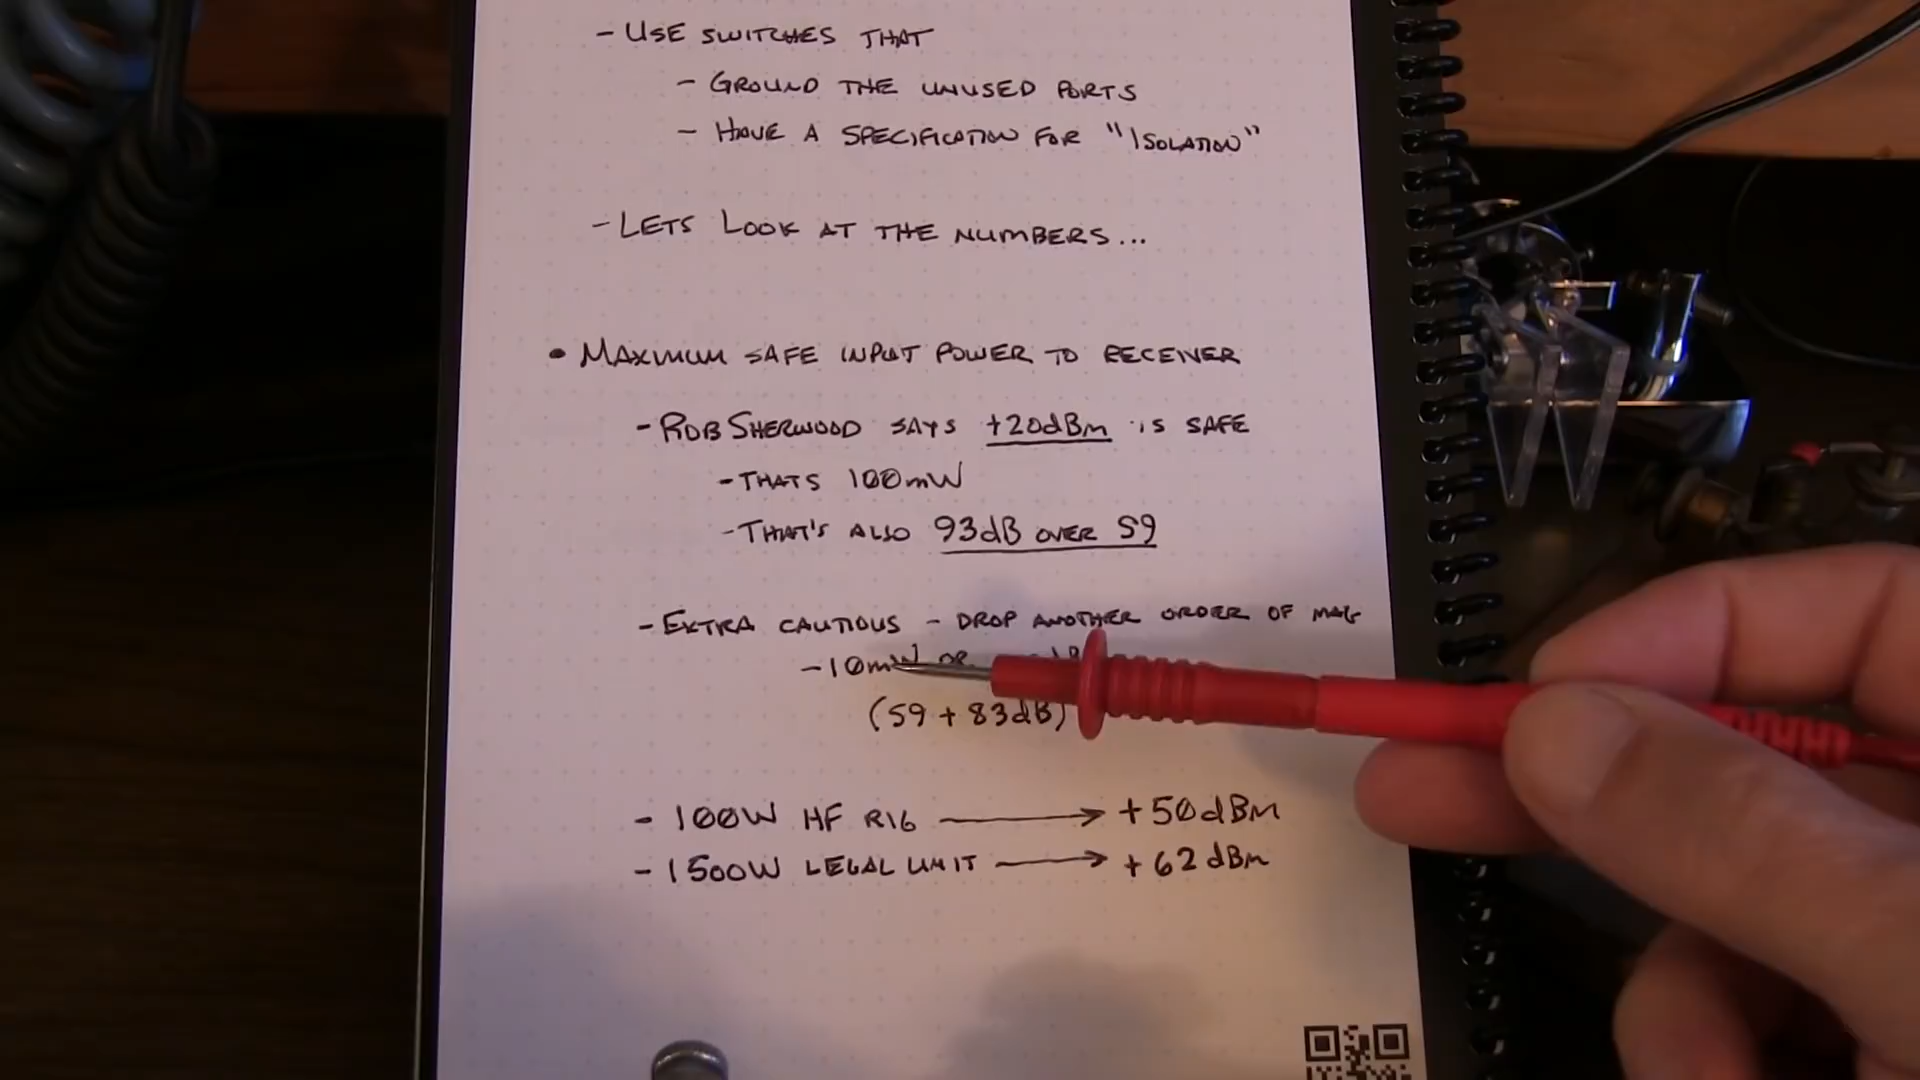 - USE SWITCHES THAT
- GROUND THE UNUSED PORTS
- HAVE A SPECIFICATION FOR "ISOLATION"
- LETS LOOK AT THE NUMBERS...
• MAXIMUM SAFE INPUT POWER TO RECEIVER
- ROB SHERWOOD SAYS +20dBm IS SAFE
- THATS 100mW
- THAT'S ALSO 93dB OVER S9
- EXTRA CAUTIOUS - DROP ANOTHER ORDER OF MAG
- 10mW OR
(S9 + 83dB)
- 100W HF RIG → +50dBm
- 1500W LEGAL LIMIT → +62dBm